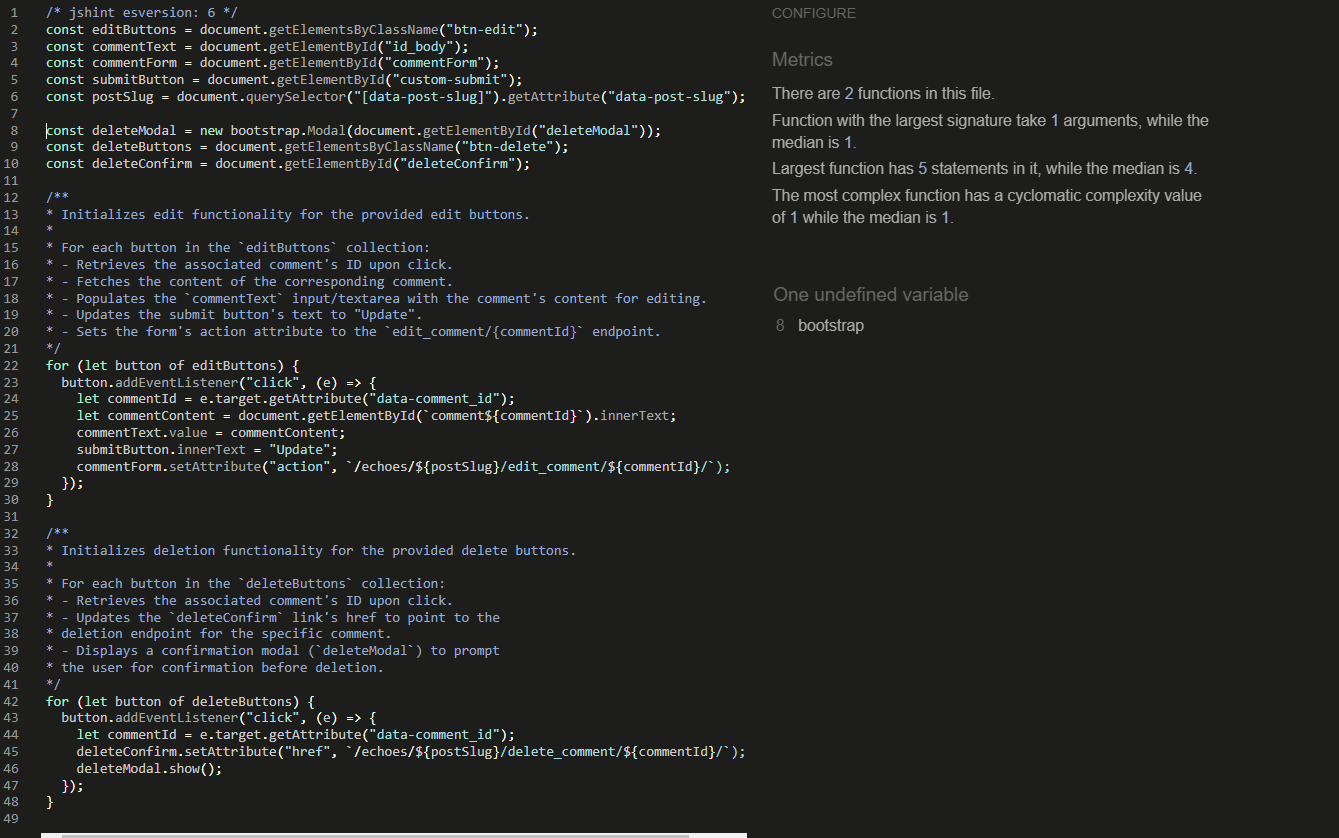 1 /* jshint esversion: 6 */
2 const editButtons = document.getElementsByClassName("btn-edit");
3 const commentText = document.getElementById("id_body");
4 const commentForm = document.getElementById("commentForm");
5 const submitButton = document.getElementById("custom-submit");
6 const postSlug = document.querySelector("[data-post-slug]").getAttribute("data-post-slug");
7
8 const deleteModal = new bootstrap.Modal(document.getElementById("deleteModal"));
9 const deleteButtons = document.getElementsByClassName("btn-delete");
10 const deleteConfirm = document.getElementById("deleteConfirm");
11
12 /**
13 * Initializes edit functionality for the provided edit buttons.
14 *
15 * For each button in the `editButtons` collection:
16 * - Retrieves the associated comment's ID upon click.
17 * - Fetches the content of the corresponding comment.
18 * - Populates the `commentText` input/textarea with the comment's content for editing.
19 * - Updates the submit button's text to "Update".
20 * - Sets the form's action attribute to the `edit_comment/{commentId}` endpoint.
21 */
22 for (let button of editButtons) {
23   button.addEventListener("click", (e) => {
24     let commentId = e.target.getAttribute("data-comment_id");
25     let commentContent = document.getElementById(`comment${commentId}`).innerText;
26     commentText.value = commentContent;
27     submitButton.innerText = "Update";
28     commentForm.setAttribute("action", `/echoes/${postSlug}/edit_comment/${commentId}/`);
29   });
30 }
31
32 /**
33 * Initializes deletion functionality for the provided delete buttons.
34 *
35 * For each button in the `deleteButtons` collection:
36 * - Retrieves the associated comment's ID upon click.
37 * - Updates the `deleteConfirm` link's href to point to the
38 * deletion endpoint for the specific comment.
39 * - Displays a confirmation modal (`deleteModal`) to prompt
40 * the user for confirmation before deletion.
41 */
42 for (let button of deleteButtons) {
43   button.addEventListener("click", (e) => {
44     let commentId = e.target.getAttribute("data-comment_id");
45     deleteConfirm.setAttribute("href", `/echoes/${postSlug}/delete_comment/${commentId}/`);
46     deleteModal.show();
47   });
48 }
49
CONFIGURE
Metrics
There are 2 functions in this file.
Function with the largest signature take 1 arguments, while the
median is 1.
Largest function has 5 statements in it, while the median is 4.
The most complex function has a cyclomatic complexity value
of 1 while the median is 1.
One undefined variable
8 bootstrap